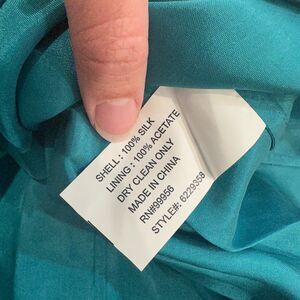 SHELL : 100% SILK
LINING : 100% ACETATE
DRY CLEAN ONLY
MADE IN CHINA
RN#99956
STYLE#: 6229358